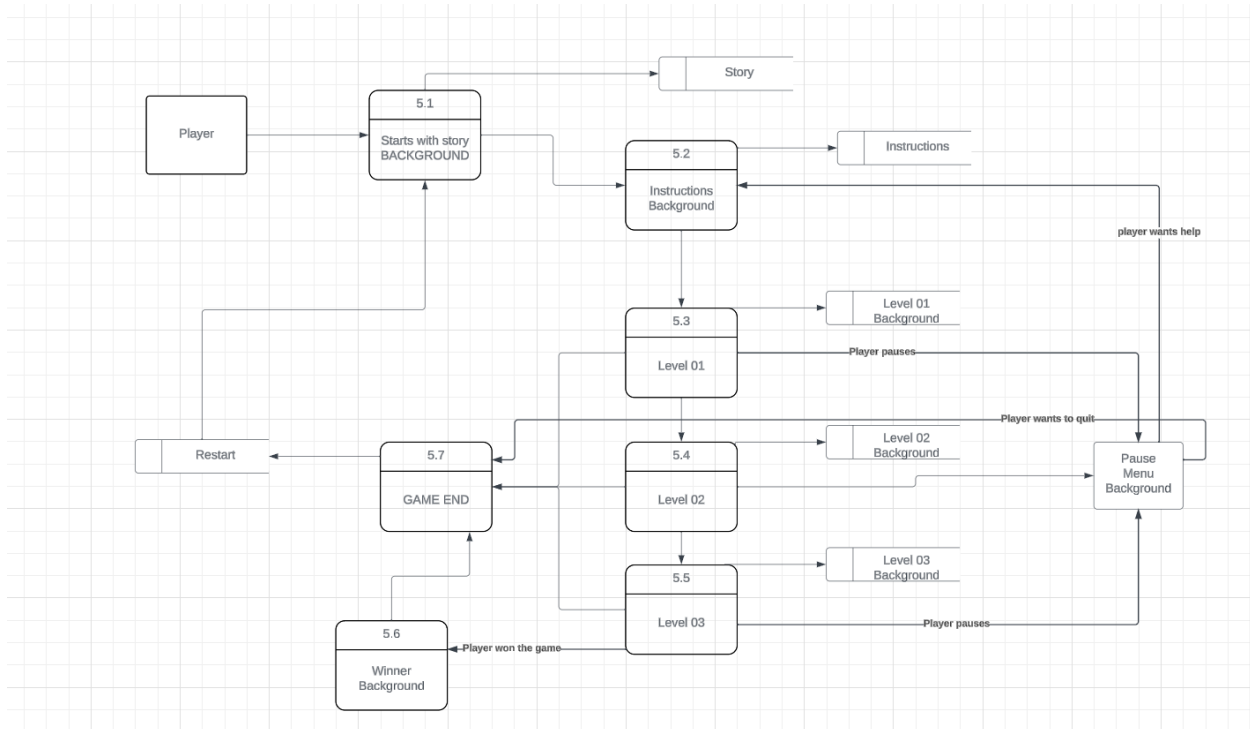 Story
5.1
Player
Starts with story
BACKGROUND
5.2
Instructions
Instructions
Background
player wants help
5.3
Level 01
Background
Level 01
Player pauses
Player wants to quit
Restart
5.7
GAME END
5.4
Level 02
Background
Level 02
Pause
Menu
Background
5.5
Level 03
Background
Level 03
Player pauses
5.6
Player won the game
Winner
Background